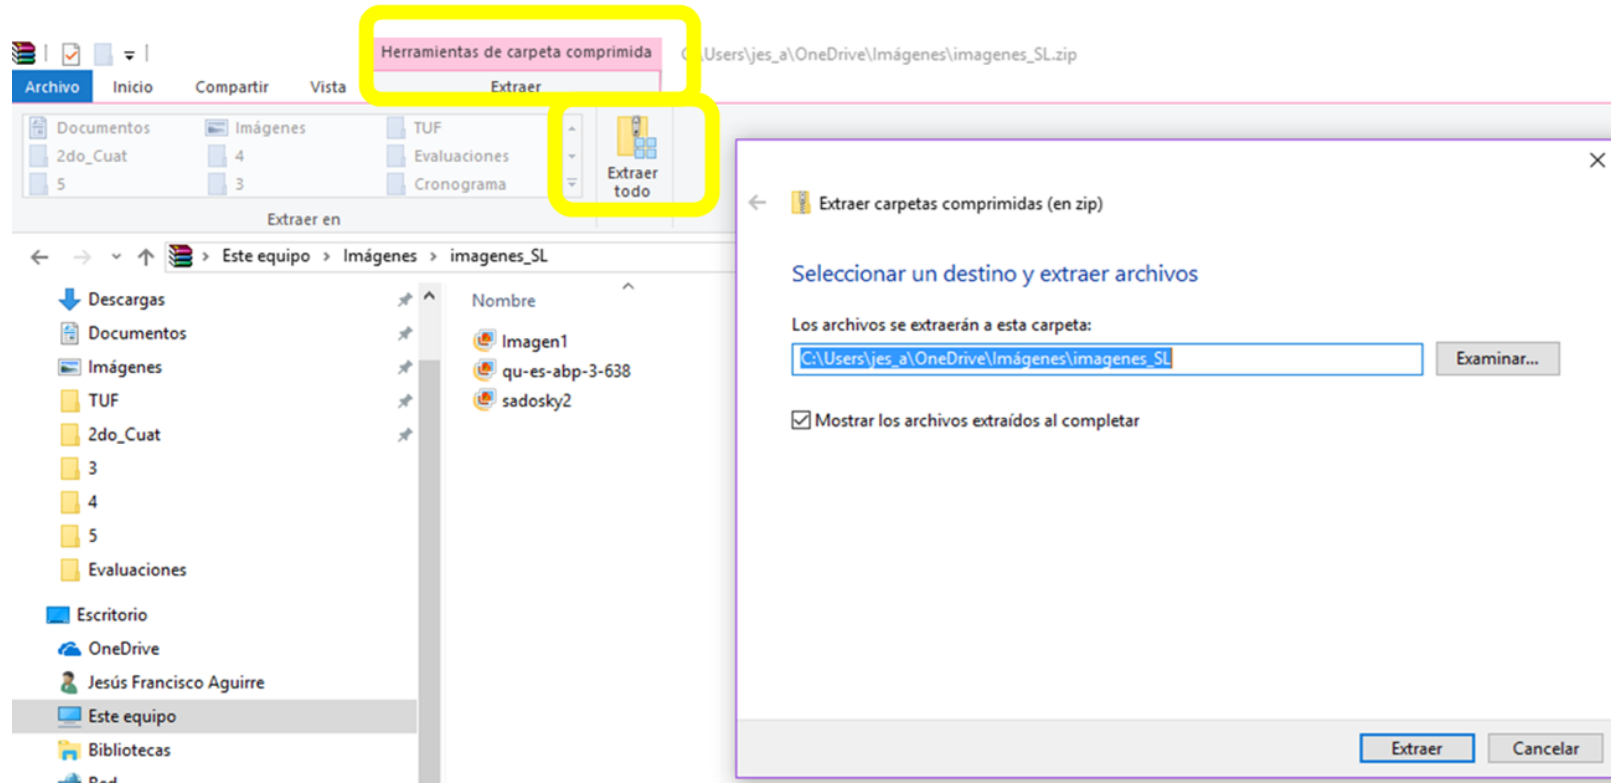 Herramientas de carpeta comprimida
:\Users\jes_a\OneDrive\Imágenes\imagenes_SL.zip
Archivo Inicio Compartir Vista Extraer
Documentos Imágenes TUF
2do_Cuat 4 Evaluaciones
5 3 Cronograma
Extraer
todo
Extraer en
Este equipo > Imágenes > imagenes_SL
Descargas
Documentos
Imágenes
TUF
2do_Cuat
3
4
5
Evaluaciones
Escritorio
OneDrive
Jesús Francisco Aguirre
Este equipo
Bibliotecas
Red
Nombre
Imagen1
qu-es-abp-3-638
sadosky2
Extraer carpetas comprimidas (en zip)
Seleccionar un destino y extraer archivos
Los archivos se extraerán a esta carpeta:
C:\Users\jes_a\OneDrive\Imágenes\imagenes_SL
Examinar...
Mostrar los archivos extraídos al completar
Extraer Cancelar